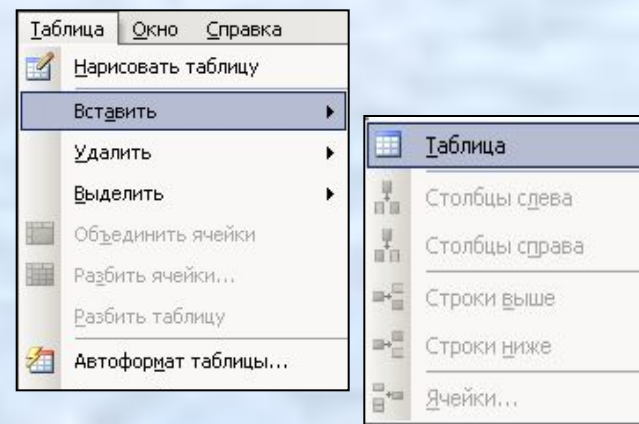 Таблица Окно Справка
Нарисовать таблицу
Вставить
Удалить
Выделить
Объединить ячейки
Разбить ячейки...
Разбить таблицу
Автоформат таблицы...
Таблица
Столбцы слева
Столбцы справа
Строки выше
Строки ниже
Ячейки...